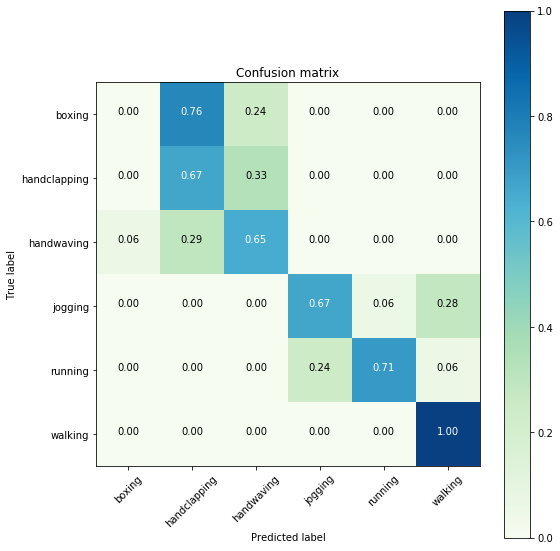 Confusion matrix
1.0
boxing 0.00 0.76 0.24 0.00 0.00 0.00
0.8
handclapping 0.00 0.67 0.33 0.00 0.00 0.00
0.6
handwaving 0.06 0.29 0.65 0.00 0.00 0.00
True label
jogging 0.00 0.00 0.00 0.67 0.06 0.28
0.4
running 0.00 0.00 0.00 0.24 0.71 0.06
0.2
walking 0.00 0.00 0.00 0.00 0.00 1.00
0.0
boxing handclapping handwaving jogging running walking
Predicted label